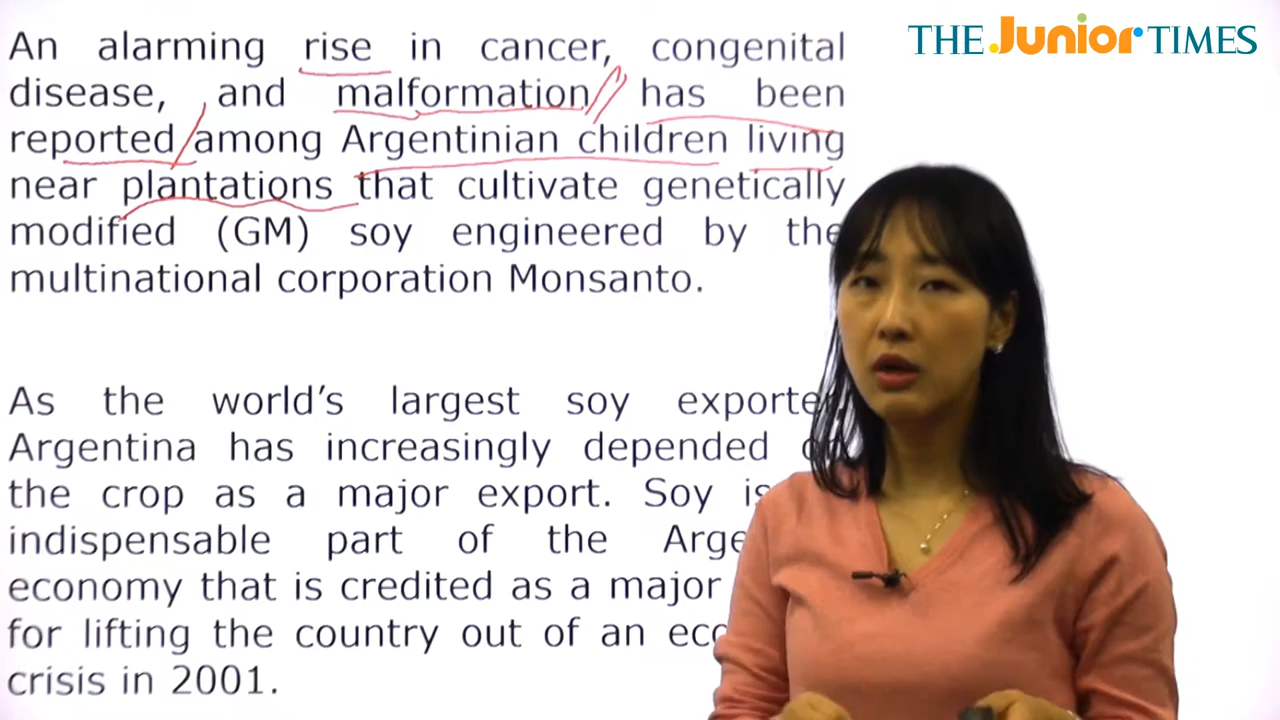 THE Junior TIMES
An alarming rise in cancer, congenital
disease, and malformation has been
reported among Argentinian children living
near plantations that cultivate genetically
modified (GM) soy engineered by the
multinational corporation Monsanto.
As the world's largest soy exporter,
Argentina has increasingly depended on
the crop as a major export. Soy is
indispensable part of the
economy that is credited as a major
for lifting the country out of an
crisis in 2001.